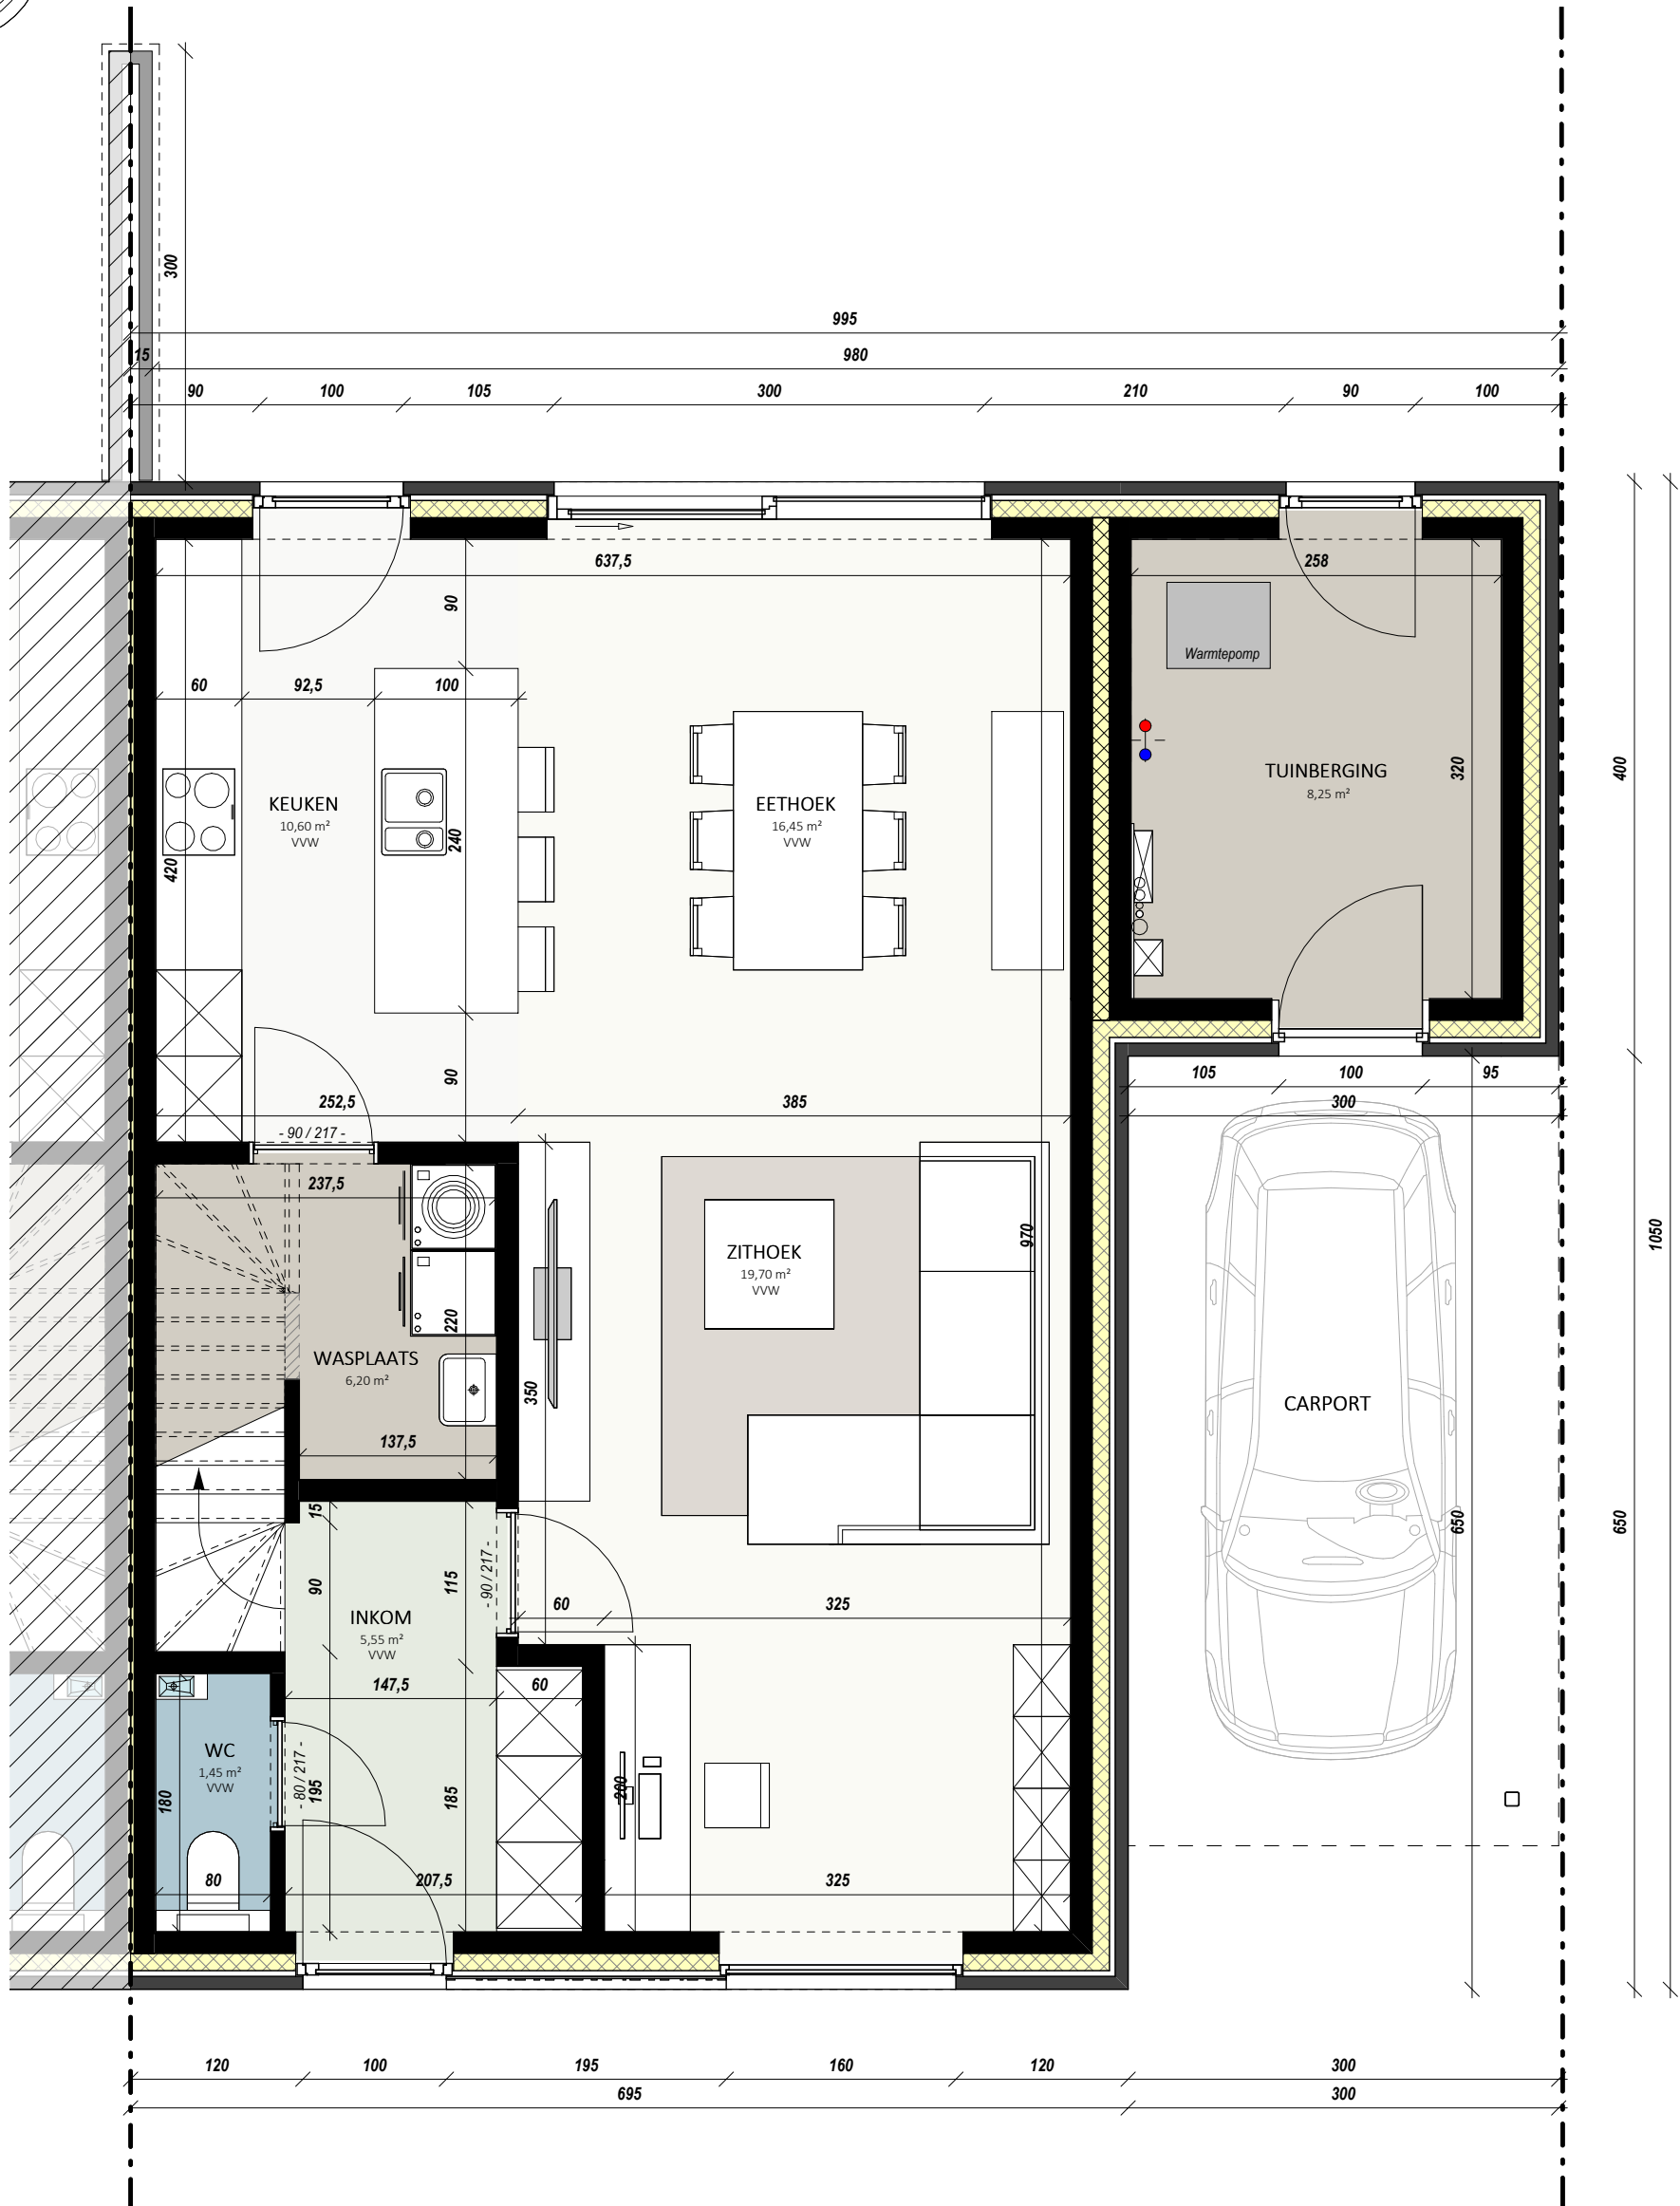 300
995
15
980
90 100 105 300 210 90 100
637,5
258
90
Warmtepomp
60 92,5 100
TUINBERGING
8,25 m²
320
400
KEUKEN
10,60 m²
VVW
EETHOEK
16,45 m²
VVW
240
420
90
105 100 95
252,5 385 300
- 90 / 217 -
237,5
970
1050
ZITHOEK
19,70 m²
VVW
220
WASPLAATS
6,20 m²
350
CARPORT
137,5
15
650
650
90
115
- 90 / 217 -
60 325
INKOM
5,55 m²
VVW
147,5 60
WC
1,45 m²
VVW
180
- 80 / 217 -
195
185
280
80 207,5 325
120 100 195 160 120 300
695 300